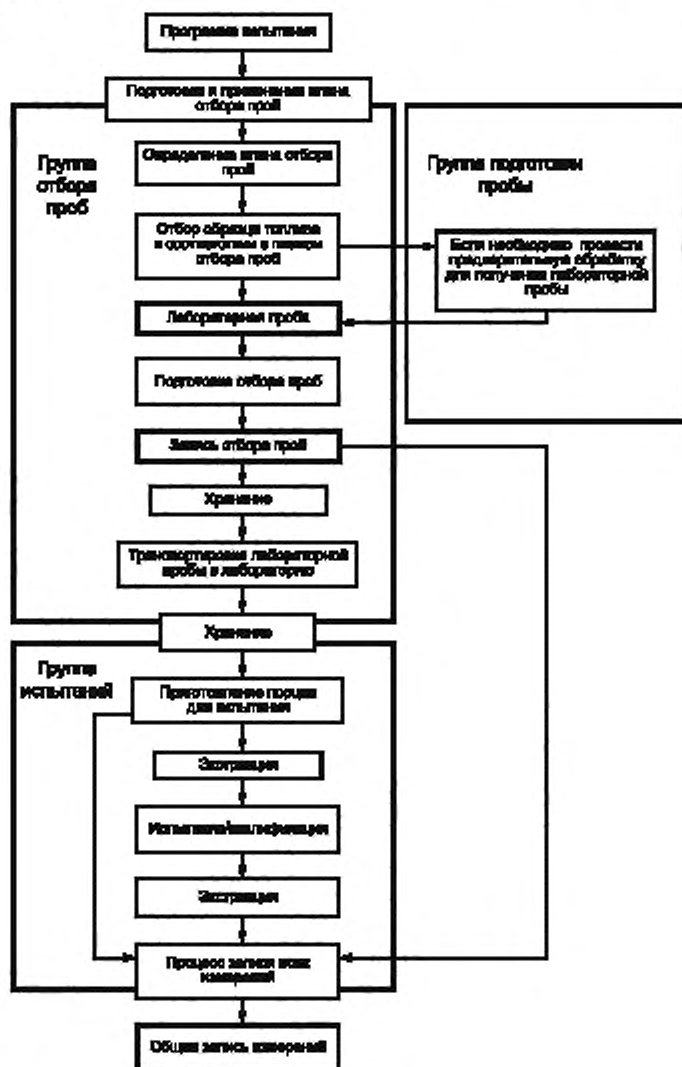 Программа испытания
Подготовка и применение плана
отбора проб
Группа
отбора
проб
Определение плана отбора
проб
Группа подготовки
пробы
Отбор образца топлива
в соответствии с планом
отбора проб
Если необходимо провести
предварительную обработку
для получения лабораторной
пробы
Лабораторная проба
Подготовка отбора проб
Запись отбора проб
Хранение
Транспортировка лабораторной
пробы в лабораторию
Хранение
Группа
испытаний
Приготовление порции
для испытания
Экстракция
Экстракция
Процесс записи всех
измерений
Общая запись измерений